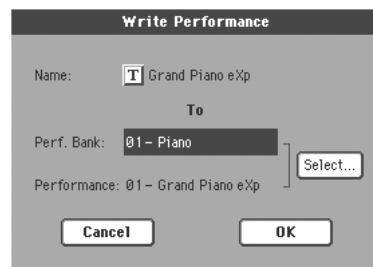 Write Performance
Name: T Grand Piano eXp
To
Perf. Bank: 01- Piano
Select...
Performance: 01- Grand Piano eXp
Cancel OK